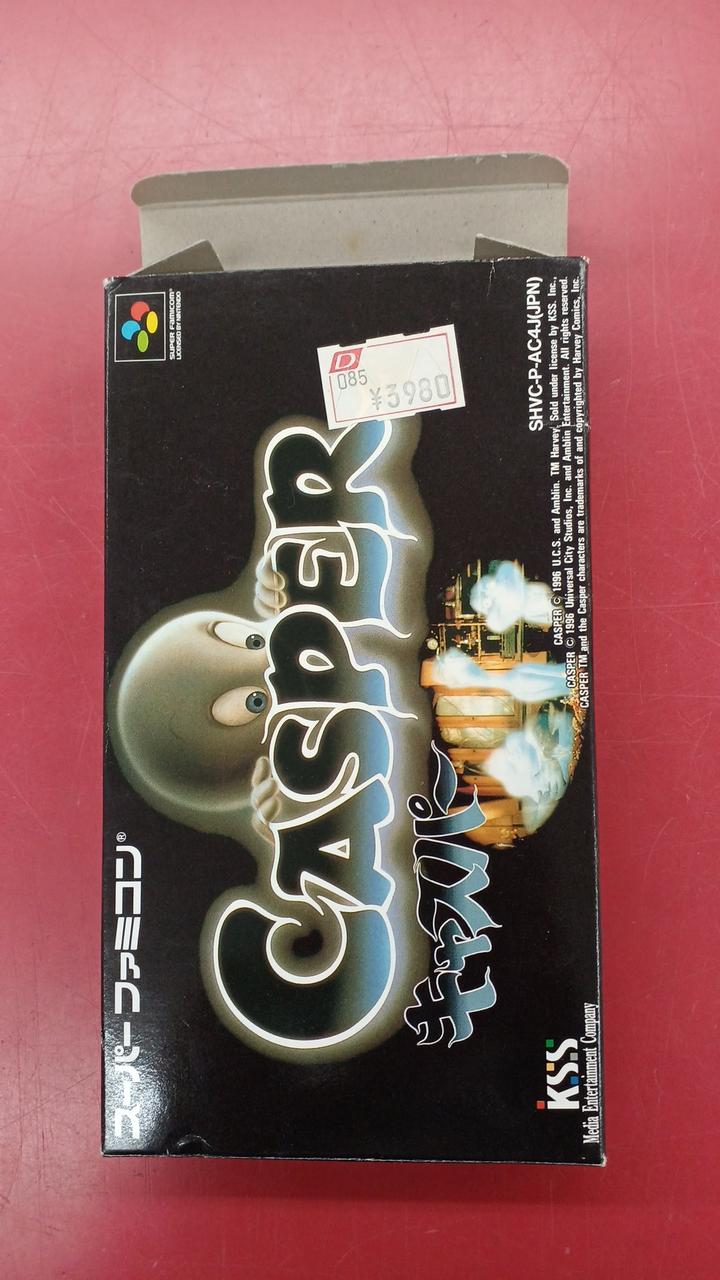 スーパーファミコン®
SUPER FAMICOM®
LICENSED BY NINTENDO
D
085
¥3980
CASPER
キャスパー
SHVC-P-AC4J(JPN)
CASPER © 1996 U.C.S. and Amblin. TM Harvey. Sold under license by KSS. Inc.,
CASPER © 1996 Universal City Studios, Inc. and Amblin Entertainment. All rights reserved.
CASPER TM and the Casper characters are trademarks of and copyrighted by Harvey Comics, Inc.
KSS
Media Entertainment Company